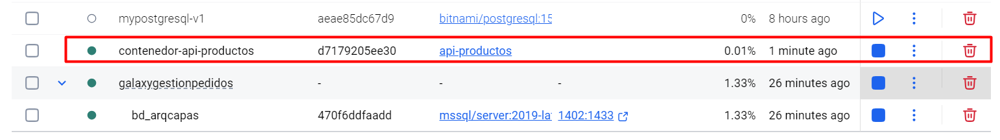 mypostgresql-v1 aeae85dc67d9 bitnami/postgresql:15 0% 8 hours ago
contenedor-api-productos d7179205ee30 api-productos 0.01% 1 minute ago
galaxygestionpedidos - - - 1.33% 26 minutes ago
bd_arqcapas 470f6ddfaadd mssql/server:2019-la 1402:1433 1.33% 26 minutes ago